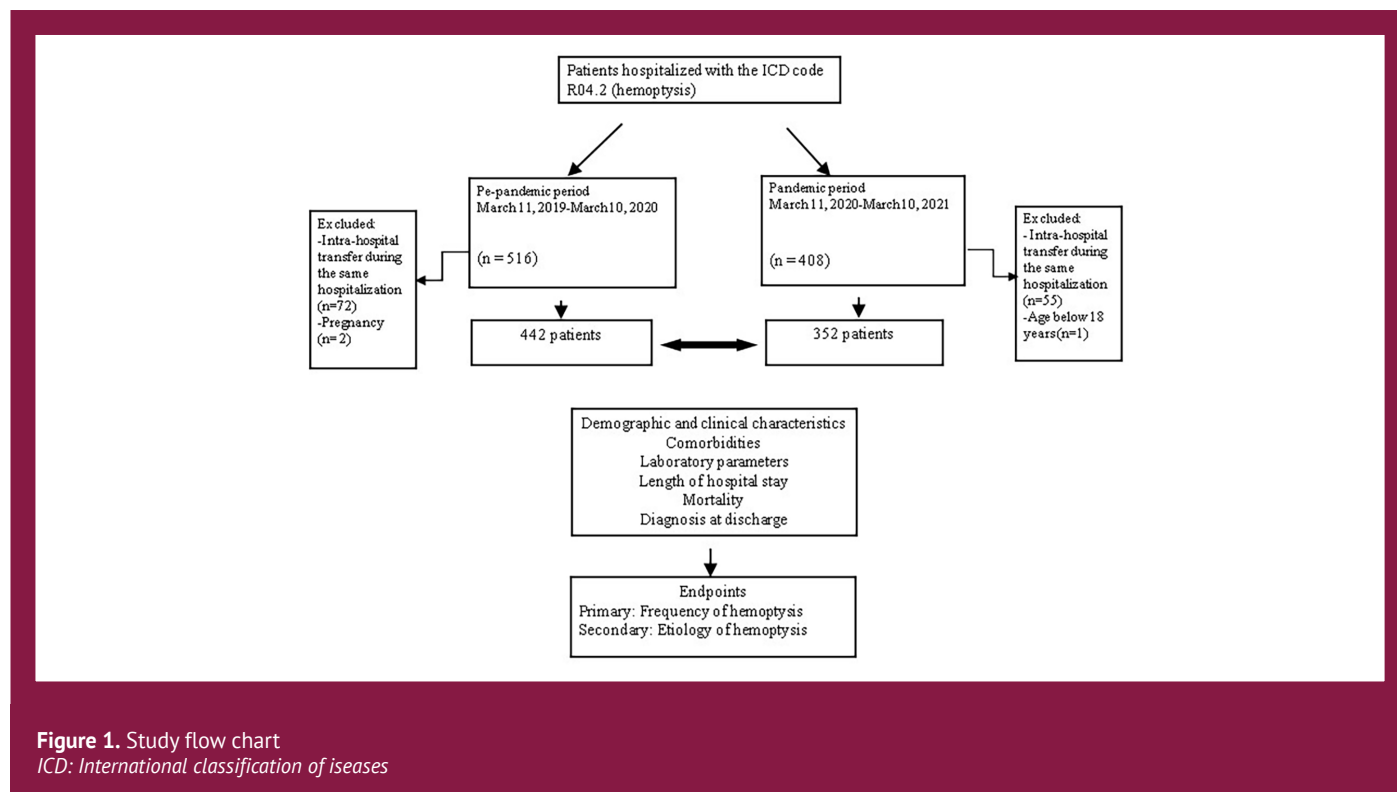 Patients hospitalized with the ICD code
R04.2 (hemoptysis)
Pe-pandemic period
March 11, 2019-March 10, 2020
(n = 516)
Pandemic period
March 11, 2020-March 10, 2021
(n = 408)
Excluded:
-Intra-hospital
transfer during
the same
hospitalization
(n=72)
-Pregnancy
(n=2)
Excluded:
- Intra-hospital
transfer during
the same
hospitalization
(n=55)
-Age below 18
years(n=1)
442 patients
352 patients
Demographic and clinical characteristics
Comorbidities
Laboratory parameters
Length of hospital stay
Mortality
Diagnosis at discharge
Endpoints
Primary: Frequency of hemoptysis
Secondary: Etiology of hemoptysis
Figure 1. Study flow chart
ICD: International classification of iseases